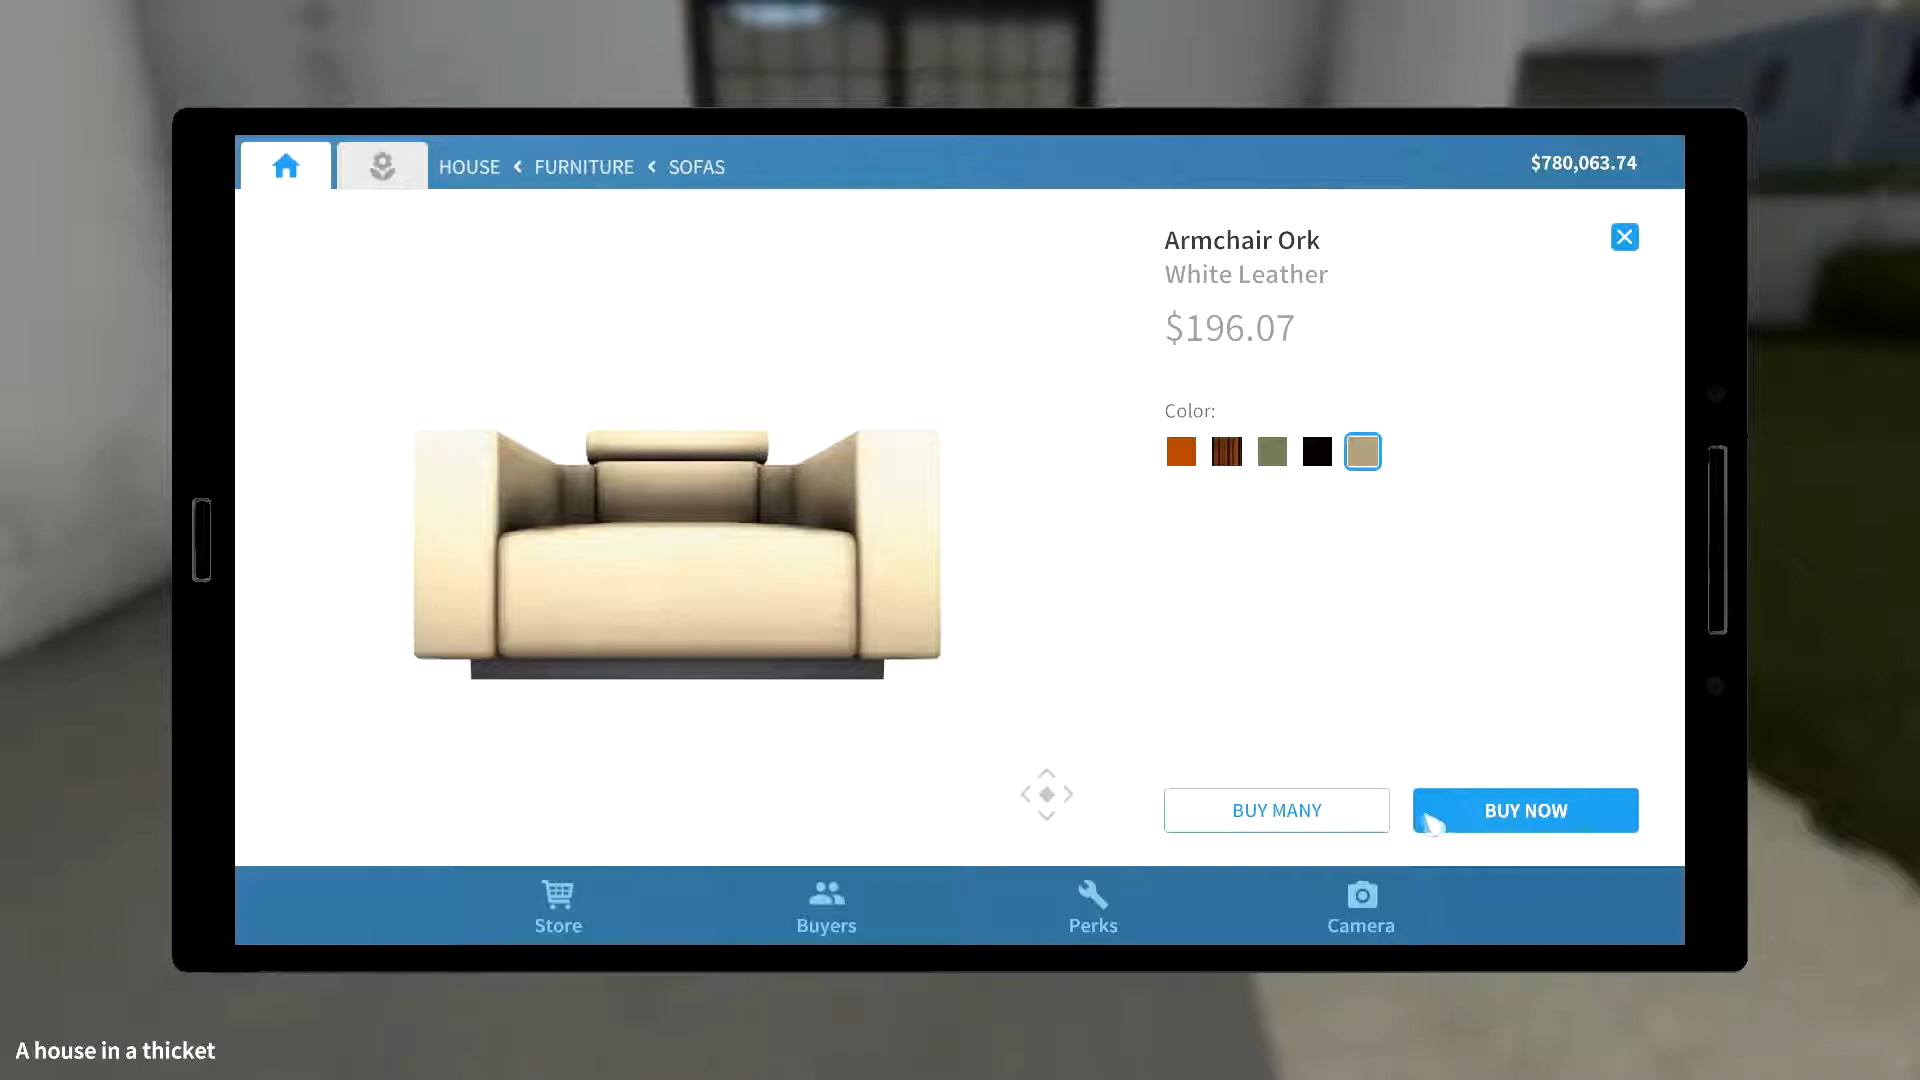 HOUSE < FURNITURE < SOFAS
$780,063.74
Armchair Ork
White Leather
$196.07
Color:
BUY MANY
BUY NOW
Store
Buyers
Perks
Camera
A house in a thicket